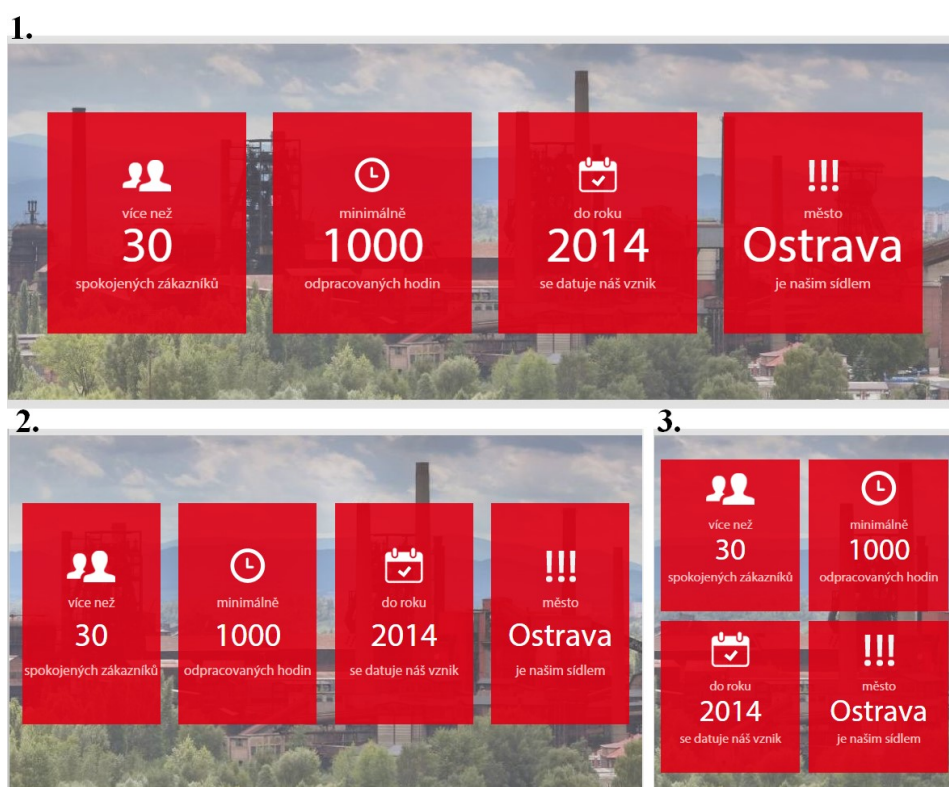 1.
více než
30
spokojených zákazníků
minimálně
1000
odpracovaných hodin
do roku
2014
se datuje náš vznik
!!!
město
Ostrava
je našim sídlem
2.
více než
30
spokojených zákazníků
minimálně
1000
odpracovaných hodin
do roku
2014
se datuje náš vznik
!!!
město
Ostrava
je našim sídlem
3.
více než
30
spokojených zákazníků
minimálně
1000
odpracovaných hodin
do roku
2014
se datuje náš vznik
!!!
město
Ostrava
je našim sídlem